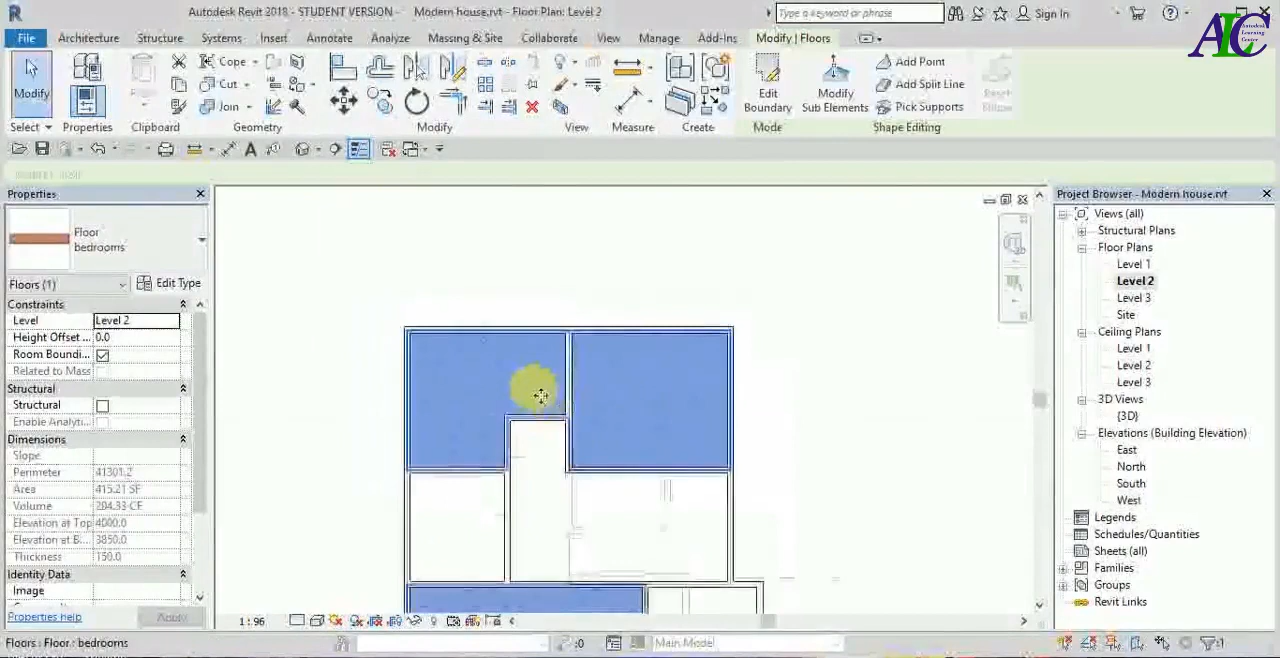 Autodesk Revit 2018 - STUDENT VERSION - Modern house.rvt - Floor Plan: Level 2
Type a keyword or phrase
Sign In
ALC
Autodesk
Learning
Center
File Architecture Structure Systems Insert Annotate Analyze Massing & Site Collaborate View Manage Add-Ins Modify | Floors
Modify
Cope
Cut
Join
Edit
Boundary
Modify
Sub Elements
Add Point
Add Split Line
Pick Supports
Reset
Select Properties Clipboard Geometry Modify View Measure Create Mode Shape Editing
Properties
Floor
bedrooms
Floors (1)
Edit Type
Constraints
Level Level 2
Height Offset ... 0.0
Room Boundi...
Related to Mass
Structural
Structural
Enable Analyti...
Dimensions
Slope
Perimeter 41301.2
Area 415.21 SF
Volume 204.33 CF
Elevation at Top 4000.0
Elevation at B... 3850.0
Thickness 150.0
Identity Data
Image
Properties help
Apply
Project Browser - Modern house.rvt
Views (all)
Structural Plans
Floor Plans
Level 1
Level 2
Level 3
Site
Ceiling Plans
Level 1
Level 2
Level 3
3D Views
{3D}
Elevations (Building Elevation)
East
North
South
West
Legends
Schedules/Quantities
Sheets (all)
Families
Groups
Revit Links
1 : 96
Floors : Floor : bedrooms
:0
Main Model
:1